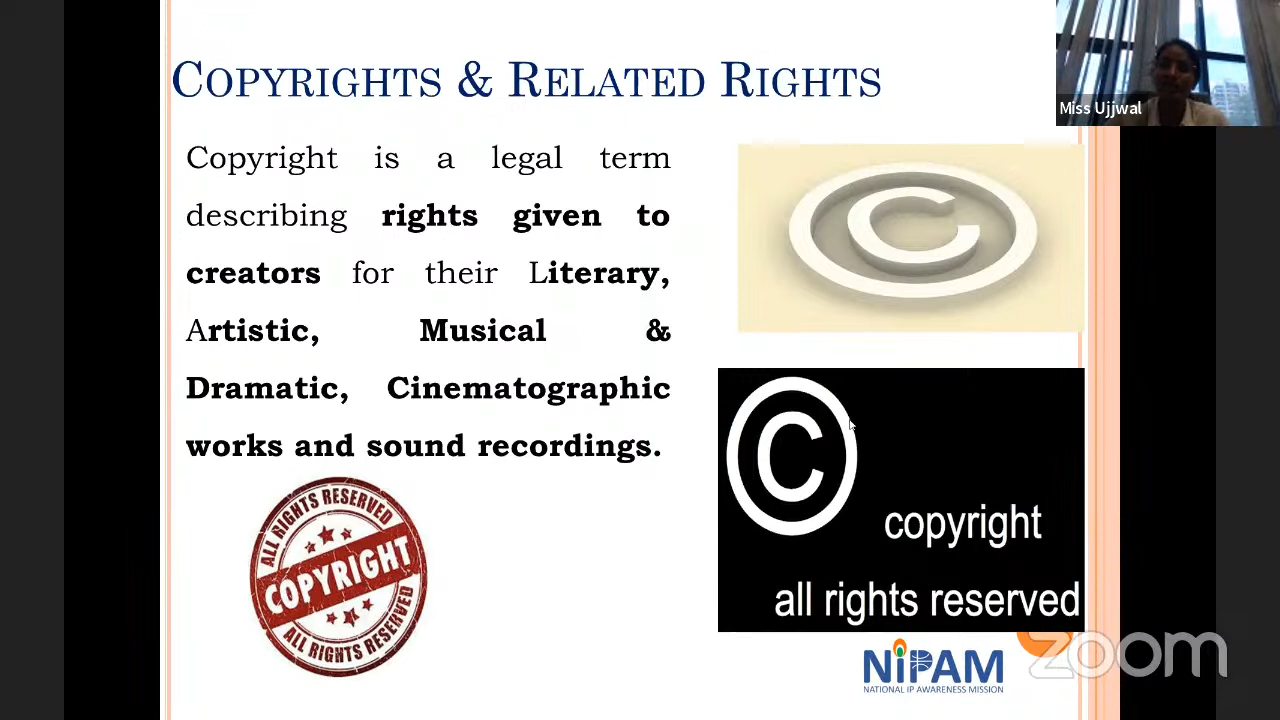 COPYRIGHTS & RELATED RIGHTS
Miss Ujjwal
Copyright is a legal term
describing rights given to
creators for their Literary,
Artistic, Musical &
Dramatic, Cinematographic
works and sound recordings.
ALL RIGHTS RESERVED
COPYRIGHT
ALL RIGHTS RESERVED
©
©
copyright
all rights reserved
NIPAM
NATIONAL IP AWARENESS MISSION
zoom